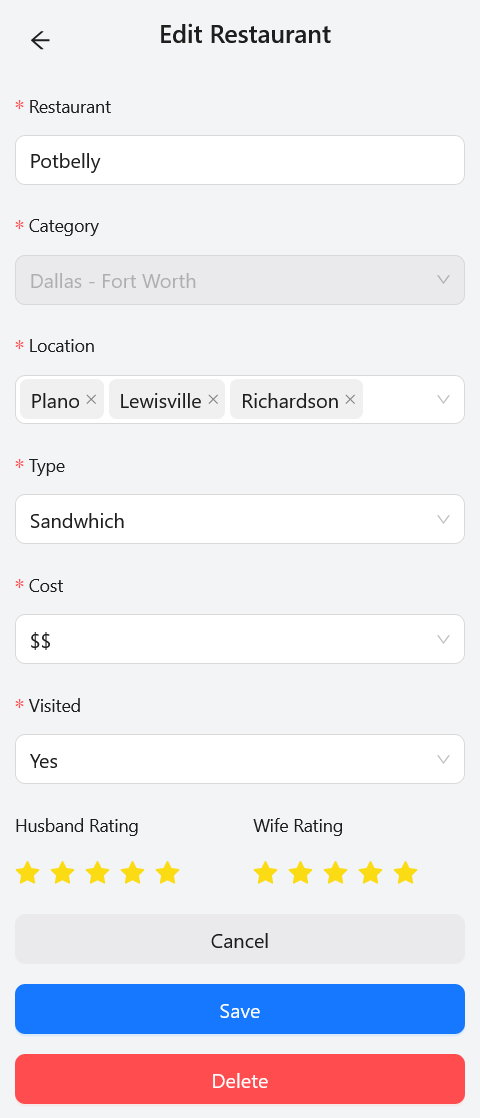 Edit Restaurant
* Restaurant
Potbelly
* Category
Dallas - Fort Worth
* Location
Plano Lewisville Richardson
* Type
Sandwhich
* Cost
$$
* Visited
Yes
Husband Rating Wife Rating
Cancel
Save
Delete